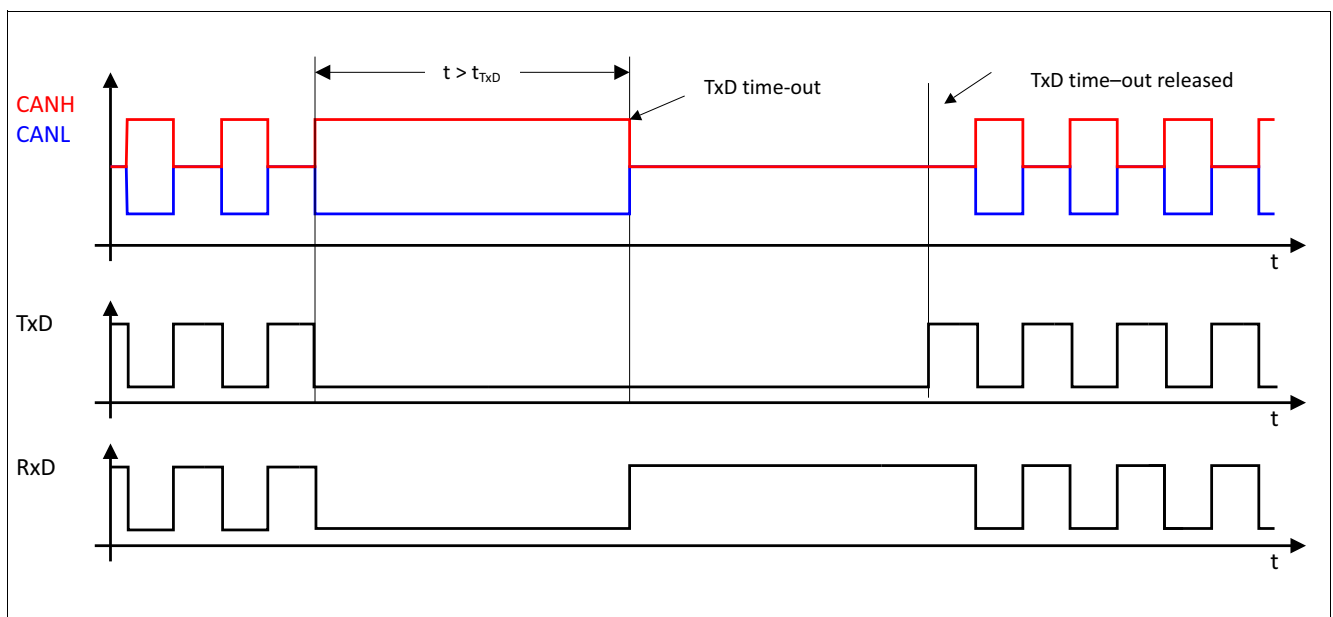 t > tTxD
TxD time-out
TxD time–out released
CANH
CANL
t
TxD
t
RxD
t